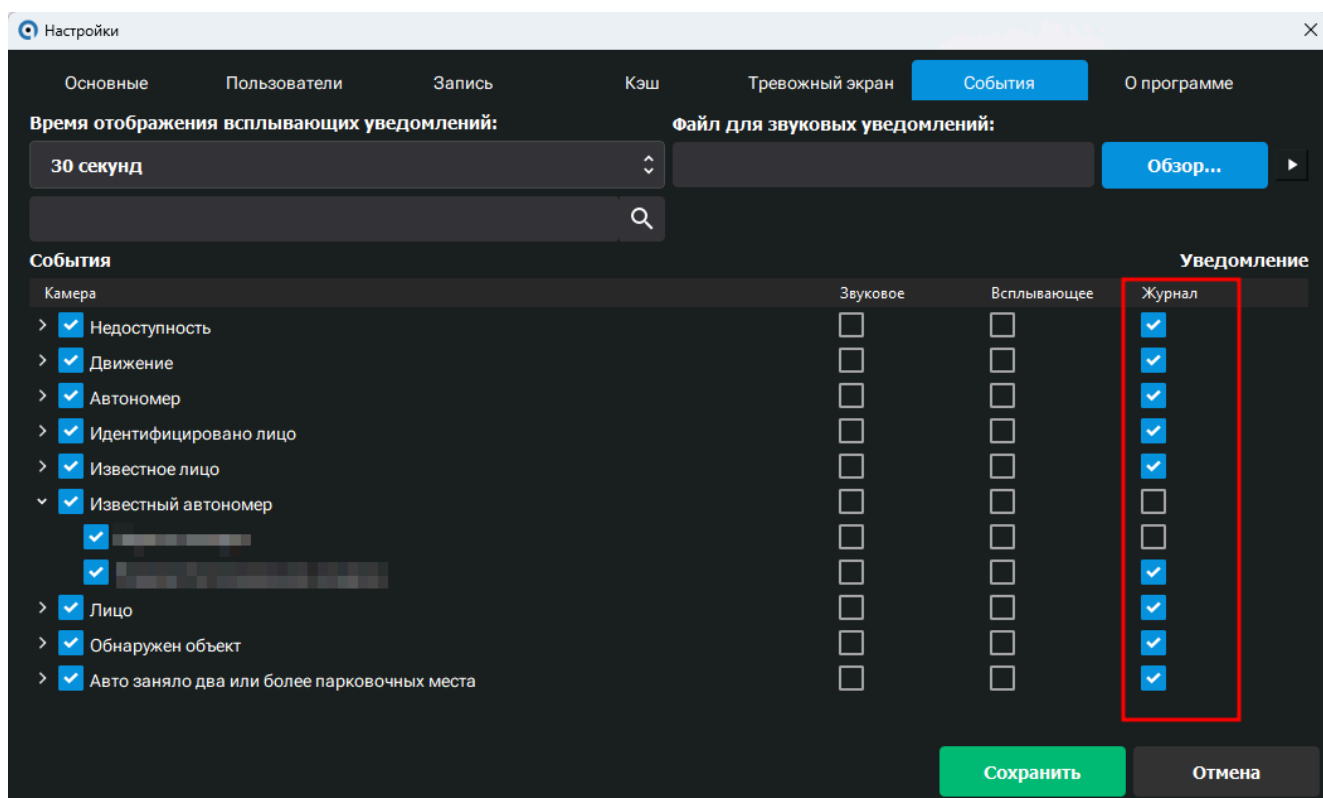 Настройки
Основные Пользователи Запись Кэш Тревожный экран События О программе
Время отображения всплывающих уведомлений: Файл для звуковых уведомлений:
30 секунд Обзор...
События Уведомление
Камера Звуковое Всплывающее Журнал
Недоступность
Движение
Автономер
Идентифицировано лицо
Известное лицо
Известный автономер
Лицо
Обнаружен объект
Авто заняло два или более парковочных места
Сохранить Отмена